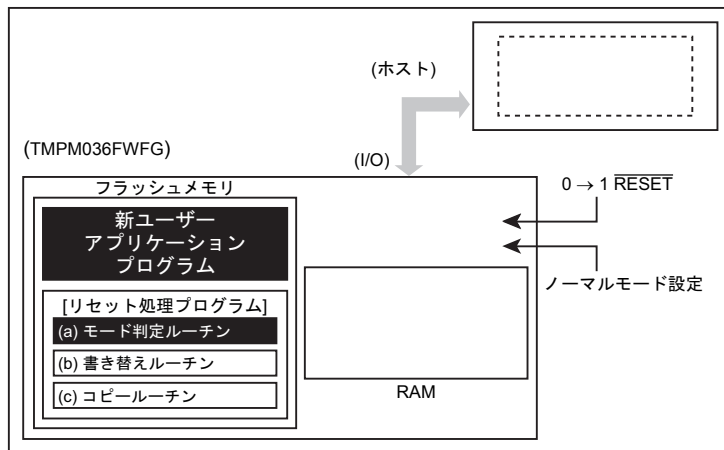 (ホスト)
(TMPM036FWFG)
(I/O)
フラッシュメモリ
0 → 1 RESET
新ユーザー
アプリケーション
プログラム
ノーマルモード設定
[リセット処理プログラム]
(a) モード判定ルーチン
(b) 書き替えルーチン
(c) コピールーチン
RAM